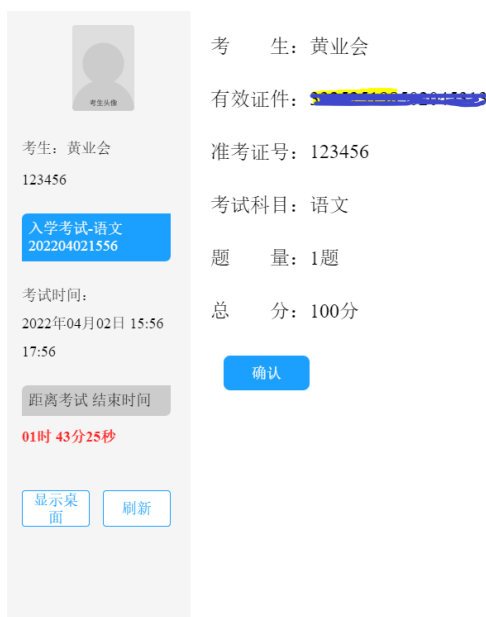 考生头像
考生：黄业会
123456
入学考试-语文
202204021556
考试时间：
2022年04月02日 15:56
17:56
距离考试 结束时间
01时 43分25秒
显示桌
面
刷新
考 生：黄业会
有效证件：
准考证号：123456
考试科目：语文
题 量：1题
总 分：100分
确认